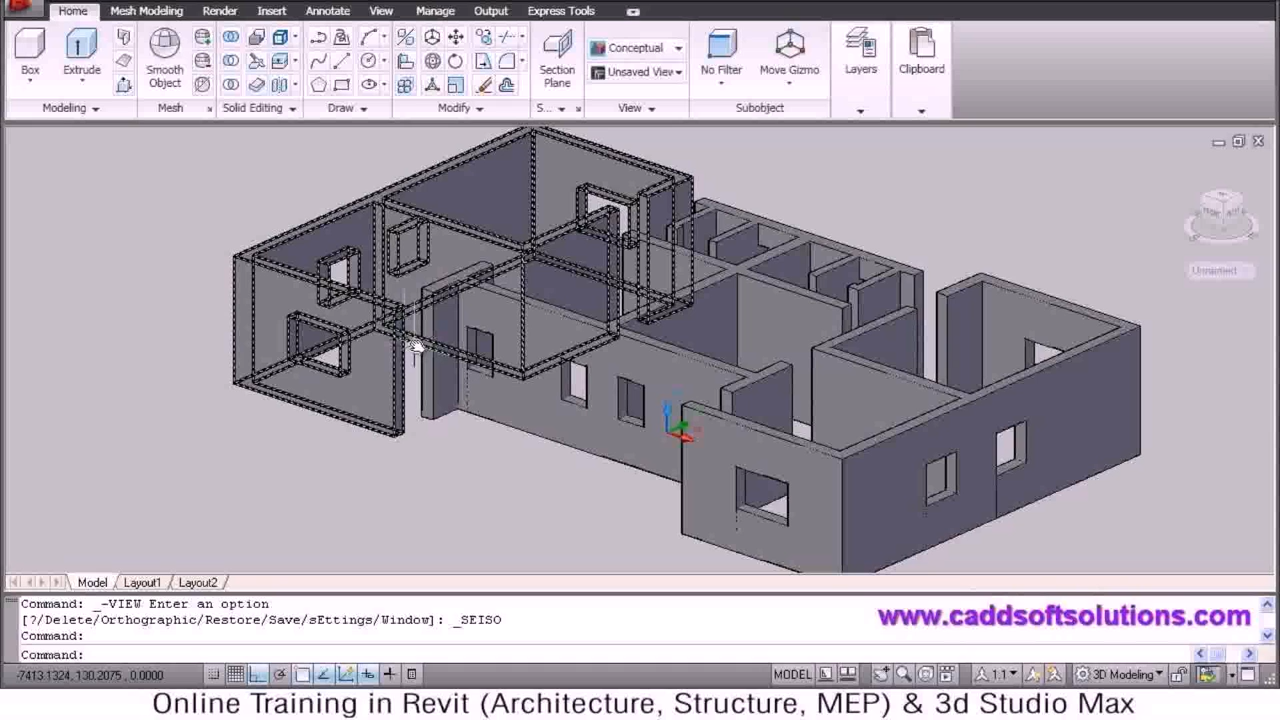 Home Mesh Modeling Render Insert Annotate View Manage Output Express Tools
Box
Extrude
Smooth
Object
Section
Plane
Conceptual
Unsaved View
No Filter
Move Gizmo
Layers
Clipboard
Modeling
Mesh
Solid Editing
Draw
Modify
S...
View
Subobject
Unnamed
Model Layout1 Layout2
Command: _-VIEW Enter an option
[?/Delete/Orthographic/Restore/Save/sEttings/Window]: _SEISO
Command:
Command:
www.caddsoftsolutions.com
-7413.1324, 130.2075 , 0.0000
MODEL
1:1
3D Modeling
Online Training in Revit (Architecture, Structure, MEP) & 3d Studio Max